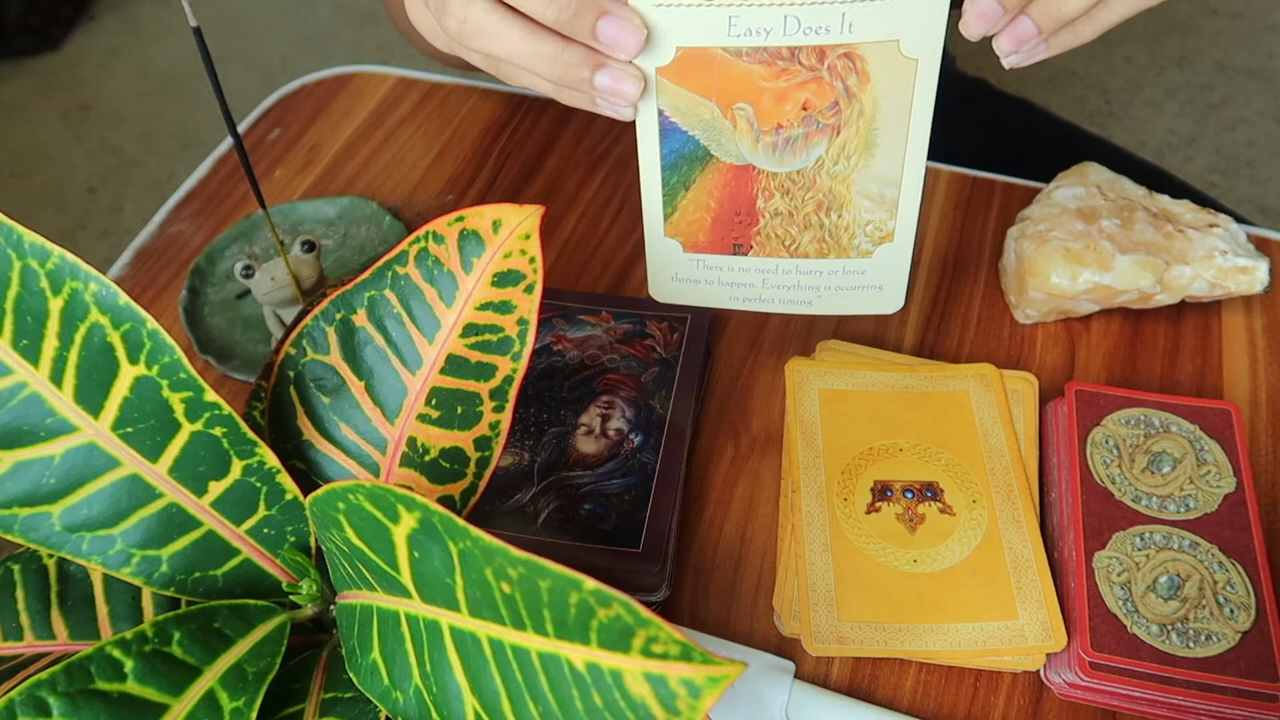 Easy Does It
"There is no need to hurry or force
things to happen. Everything is occurring
in perfect timing."